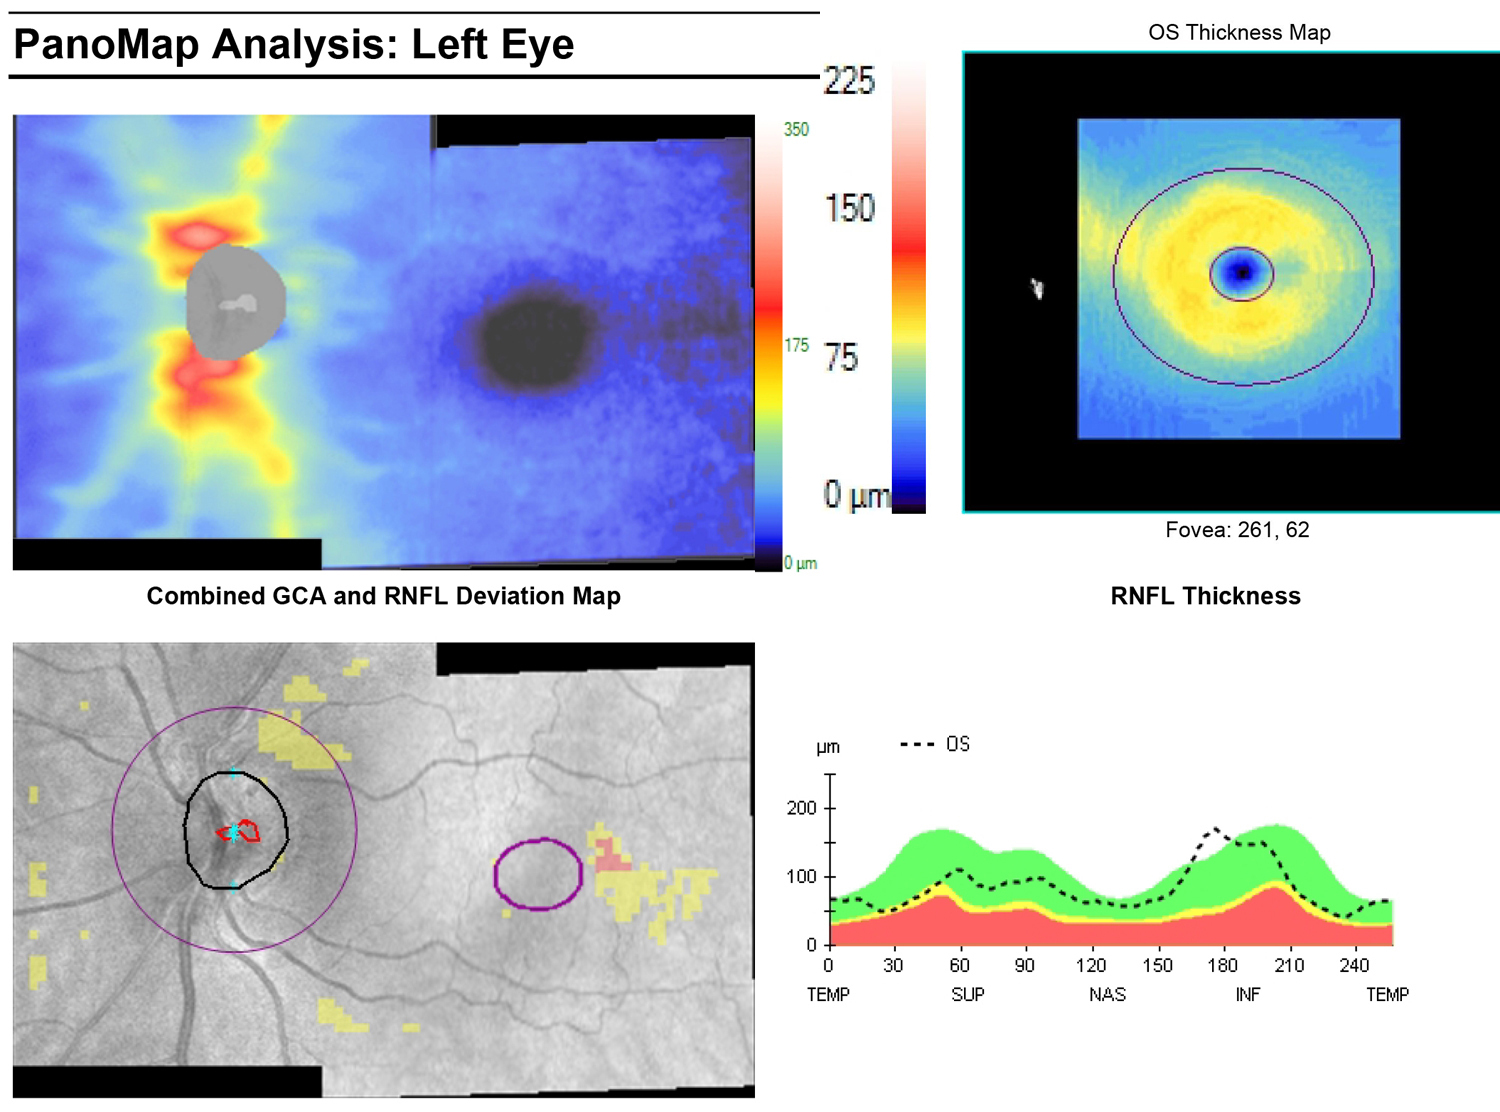 PanoMap Analysis: Left Eye
OS Thickness Map
225
150
75
0 µm
350
175
0 µm
Fovea: 261, 62
Combined GCA and RNFL Deviation Map
RNFL Thickness
µm
OS
200
100
0
0 30 60 90 120 150 180 210 240
TEMP SUP NAS INF TEMP